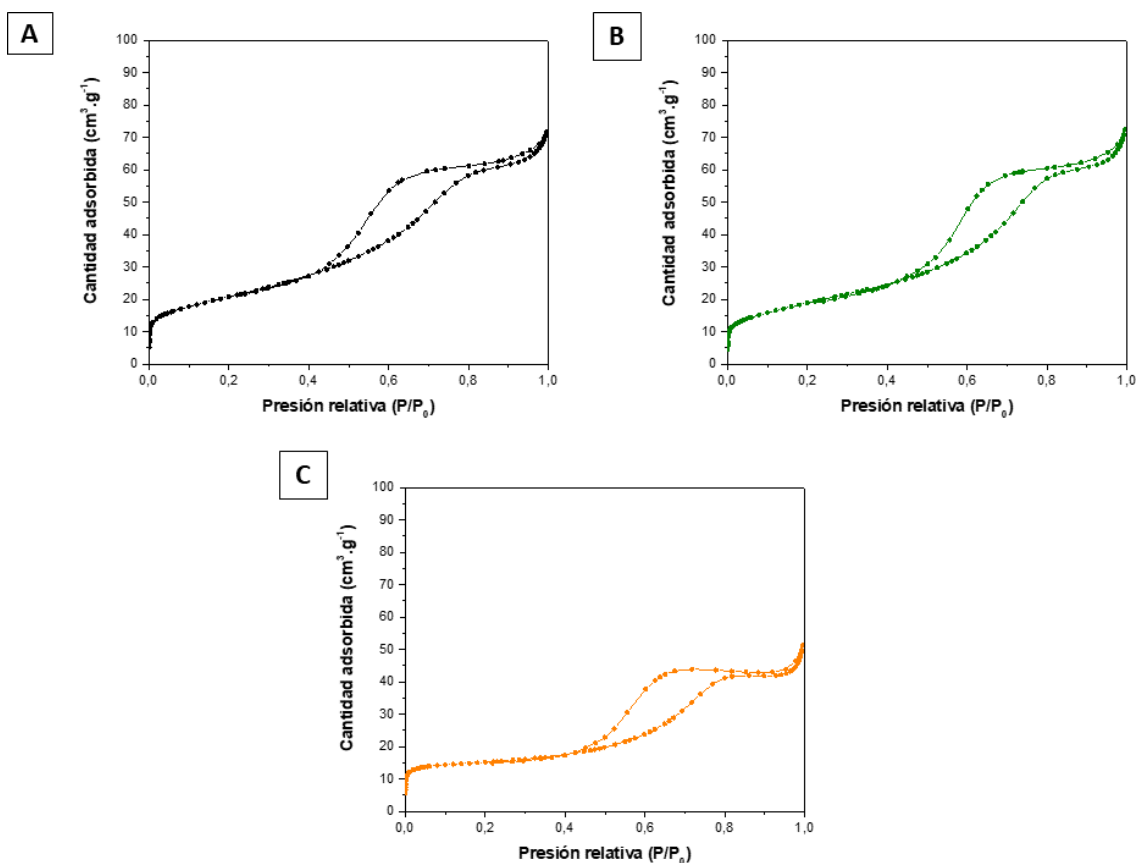 A
100
90
80
70
60
50
40
30
20
10
0
Cantidad adsorbida (cm³·g⁻¹)
0,0 0,2 0,4 0,6 0,8 1,0
Presión relativa (P/P₀)
B
100
90
80
70
60
50
40
30
20
10
0
Cantidad adsorbida (cm³·g⁻¹)
0,0 0,2 0,4 0,6 0,8 1,0
Presión relativa (P/P₀)
C
100
90
80
70
60
50
40
30
20
10
0
Cantidad adsorbida (cm³·g⁻¹)
0,0 0,2 0,4 0,6 0,8 1,0
Presión relativa (P/P₀)